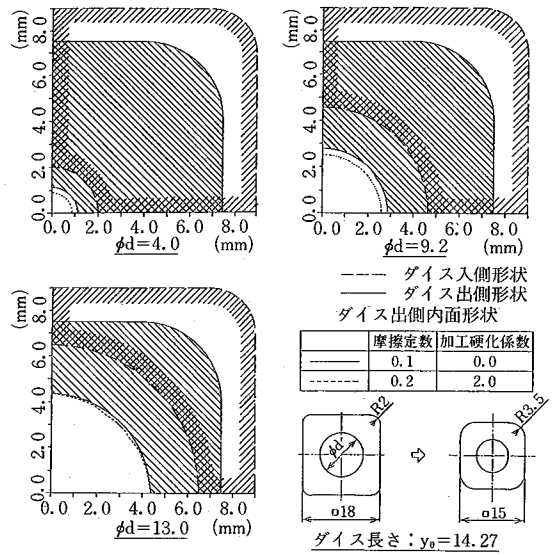 (mm)
8.0
6.0
4.0
2.0
0.0
0.0 2.0 4.0 6.0 8.0
φd=4.0 (mm)
(mm)
8.0
6.0
4.0
2.0
0.0
0.0 2.0 4.0 6.0 8.0
φd=9.2 (mm)
(mm)
8.0
6.0
4.0
2.0
0.0
0.0 2.0 4.0 6.0 8.0
φd=13.0 (mm)
ダイス入側形状
ダイス出側形状
ダイス出側内面形状
摩擦定数 加工硬化係数
0.1 0.0
0.2 2.0
R2
φd
□18
⇨
R3.5
□15
ダイス長さ：y₀=14.27